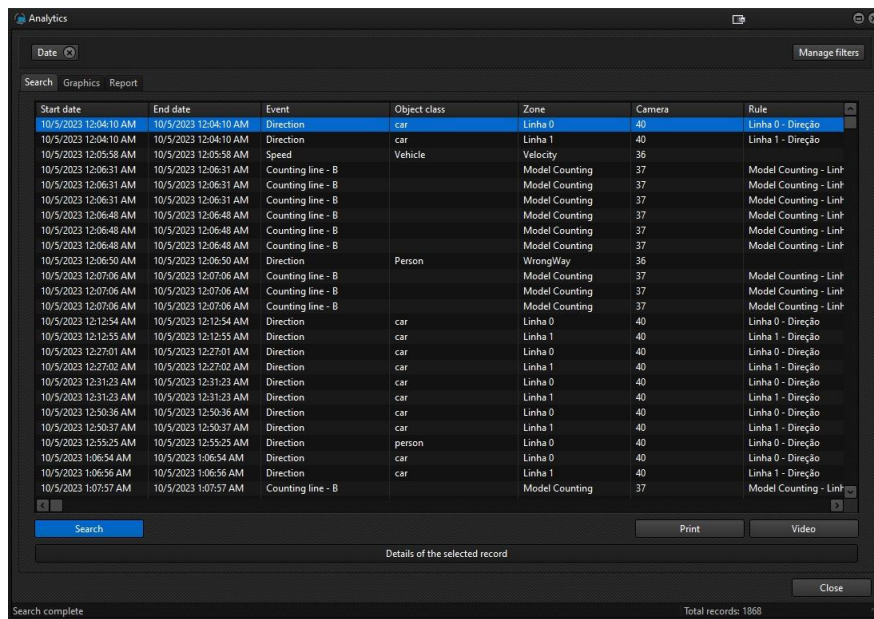 Analytics
Date
Manage filters
Search Graphics Report
Start date End date Event Object class Zone Camera Rule
10/5/2023 12:04:10 AM 10/5/2023 12:04:10 AM Direction car Linha 0 40 Linha 0 - Direção
10/5/2023 12:04:10 AM 10/5/2023 12:04:10 AM Direction car Linha 1 40 Linha 1 - Direção
10/5/2023 12:05:58 AM 10/5/2023 12:05:58 AM Speed Vehicle Velocity 36
10/5/2023 12:06:31 AM 10/5/2023 12:06:31 AM Counting line - B Model Counting 37 Model Counting - Linh
10/5/2023 12:06:31 AM 10/5/2023 12:06:31 AM Counting line - B Model Counting 37 Model Counting - Linh
10/5/2023 12:06:31 AM 10/5/2023 12:06:31 AM Counting line - B Model Counting 37 Model Counting - Linh
10/5/2023 12:06:48 AM 10/5/2023 12:06:48 AM Counting line - B Model Counting 37 Model Counting - Linh
10/5/2023 12:06:48 AM 10/5/2023 12:06:48 AM Counting line - B Model Counting 37 Model Counting - Linh
10/5/2023 12:06:48 AM 10/5/2023 12:06:48 AM Counting line - B Model Counting 37 Model Counting - Linh
10/5/2023 12:06:50 AM 10/5/2023 12:06:50 AM Direction Person WrongWay 36
10/5/2023 12:07:06 AM 10/5/2023 12:07:06 AM Counting line - B Model Counting 37 Model Counting - Linh
10/5/2023 12:07:06 AM 10/5/2023 12:07:06 AM Counting line - B Model Counting 37 Model Counting - Linh
10/5/2023 12:07:06 AM 10/5/2023 12:07:06 AM Counting line - B Model Counting 37 Model Counting - Linh
10/5/2023 12:12:54 AM 10/5/2023 12:12:54 AM Direction car Linha 0 40 Linha 0 - Direção
10/5/2023 12:12:55 AM 10/5/2023 12:12:55 AM Direction car Linha 1 40 Linha 1 - Direção
10/5/2023 12:27:01 AM 10/5/2023 12:27:01 AM Direction car Linha 0 40 Linha 0 - Direção
10/5/2023 12:27:02 AM 10/5/2023 12:27:02 AM Direction car Linha 1 40 Linha 1 - Direção
10/5/2023 12:31:23 AM 10/5/2023 12:31:23 AM Direction car Linha 0 40 Linha 0 - Direção
10/5/2023 12:31:23 AM 10/5/2023 12:31:23 AM Direction car Linha 1 40 Linha 1 - Direção
10/5/2023 12:50:36 AM 10/5/2023 12:50:36 AM Direction car Linha 0 40 Linha 0 - Direção
10/5/2023 12:50:37 AM 10/5/2023 12:50:37 AM Direction car Linha 1 40 Linha 1 - Direção
10/5/2023 12:55:25 AM 10/5/2023 12:55:25 AM Direction person Linha 0 40 Linha 0 - Direção
10/5/2023 1:06:54 AM 10/5/2023 1:06:54 AM Direction car Linha 0 40 Linha 0 - Direção
10/5/2023 1:06:56 AM 10/5/2023 1:06:56 AM Direction car Linha 1 40 Linha 1 - Direção
10/5/2023 1:07:57 AM 10/5/2023 1:07:57 AM Counting line - B Model Counting 37 Model Counting - Linh
Search Print Video
Details of the selected record
Close
Search complete Total records: 1868